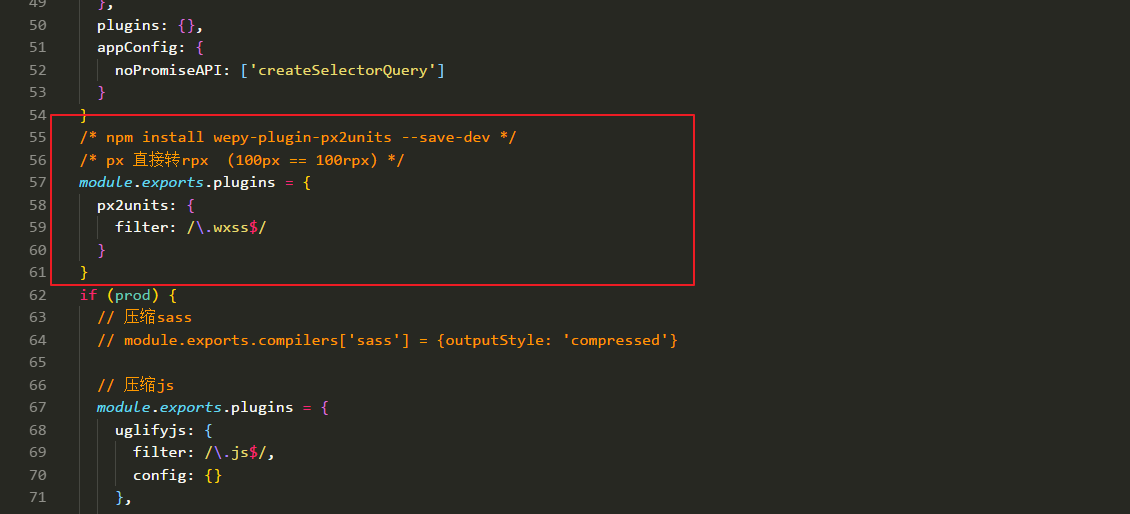 49 },
50 plugins: {},
51 appConfig: {
52 noPromiseAPI: ['createSelectorQuery']
53 }
54 }
55 /* npm install wepy-plugin-px2units --save-dev */
56 /* px 直接转rpx  (100px == 100rpx) */
57 module.exports.plugins = {
58 px2units: {
59 filter: /\.wxss$/
60 }
61 }
62 if (prod) {
63 // 压缩sass
64 // module.exports.compilers['sass'] = {outputStyle: 'compressed'}
65
66 // 压缩js
67 module.exports.plugins = {
68 uglifyjs: {
69 filter: /\.js$/,
70 config: {}
71 },